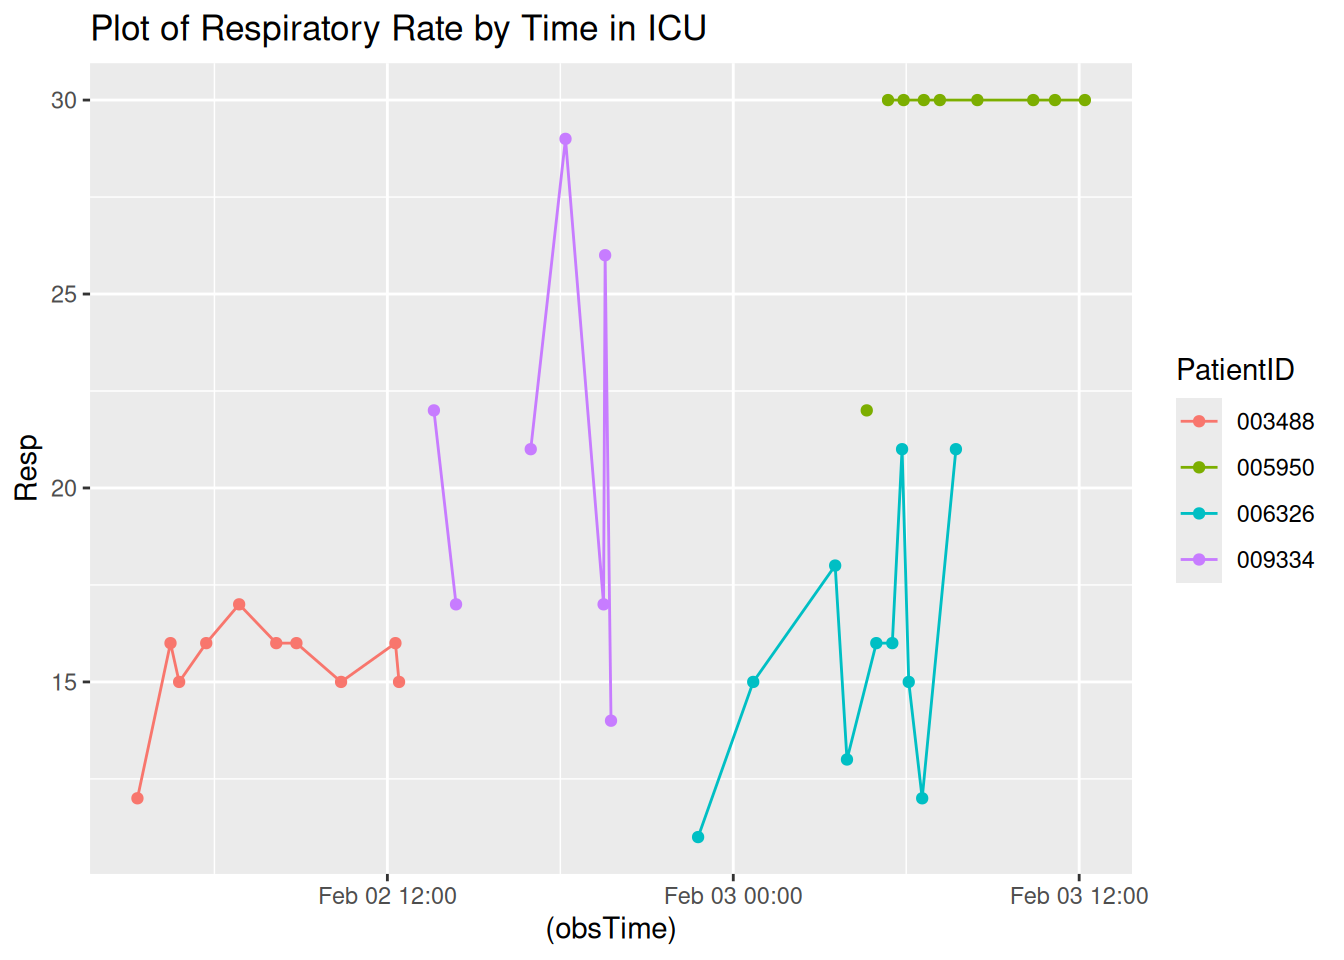 Plot of Respiratory Rate by Time in ICU
30
25
20
15
Resp
Feb 02 12:00
Feb 03 00:00
Feb 03 12:00
(obsTime)
PatientID
003488
005950
006326
009334